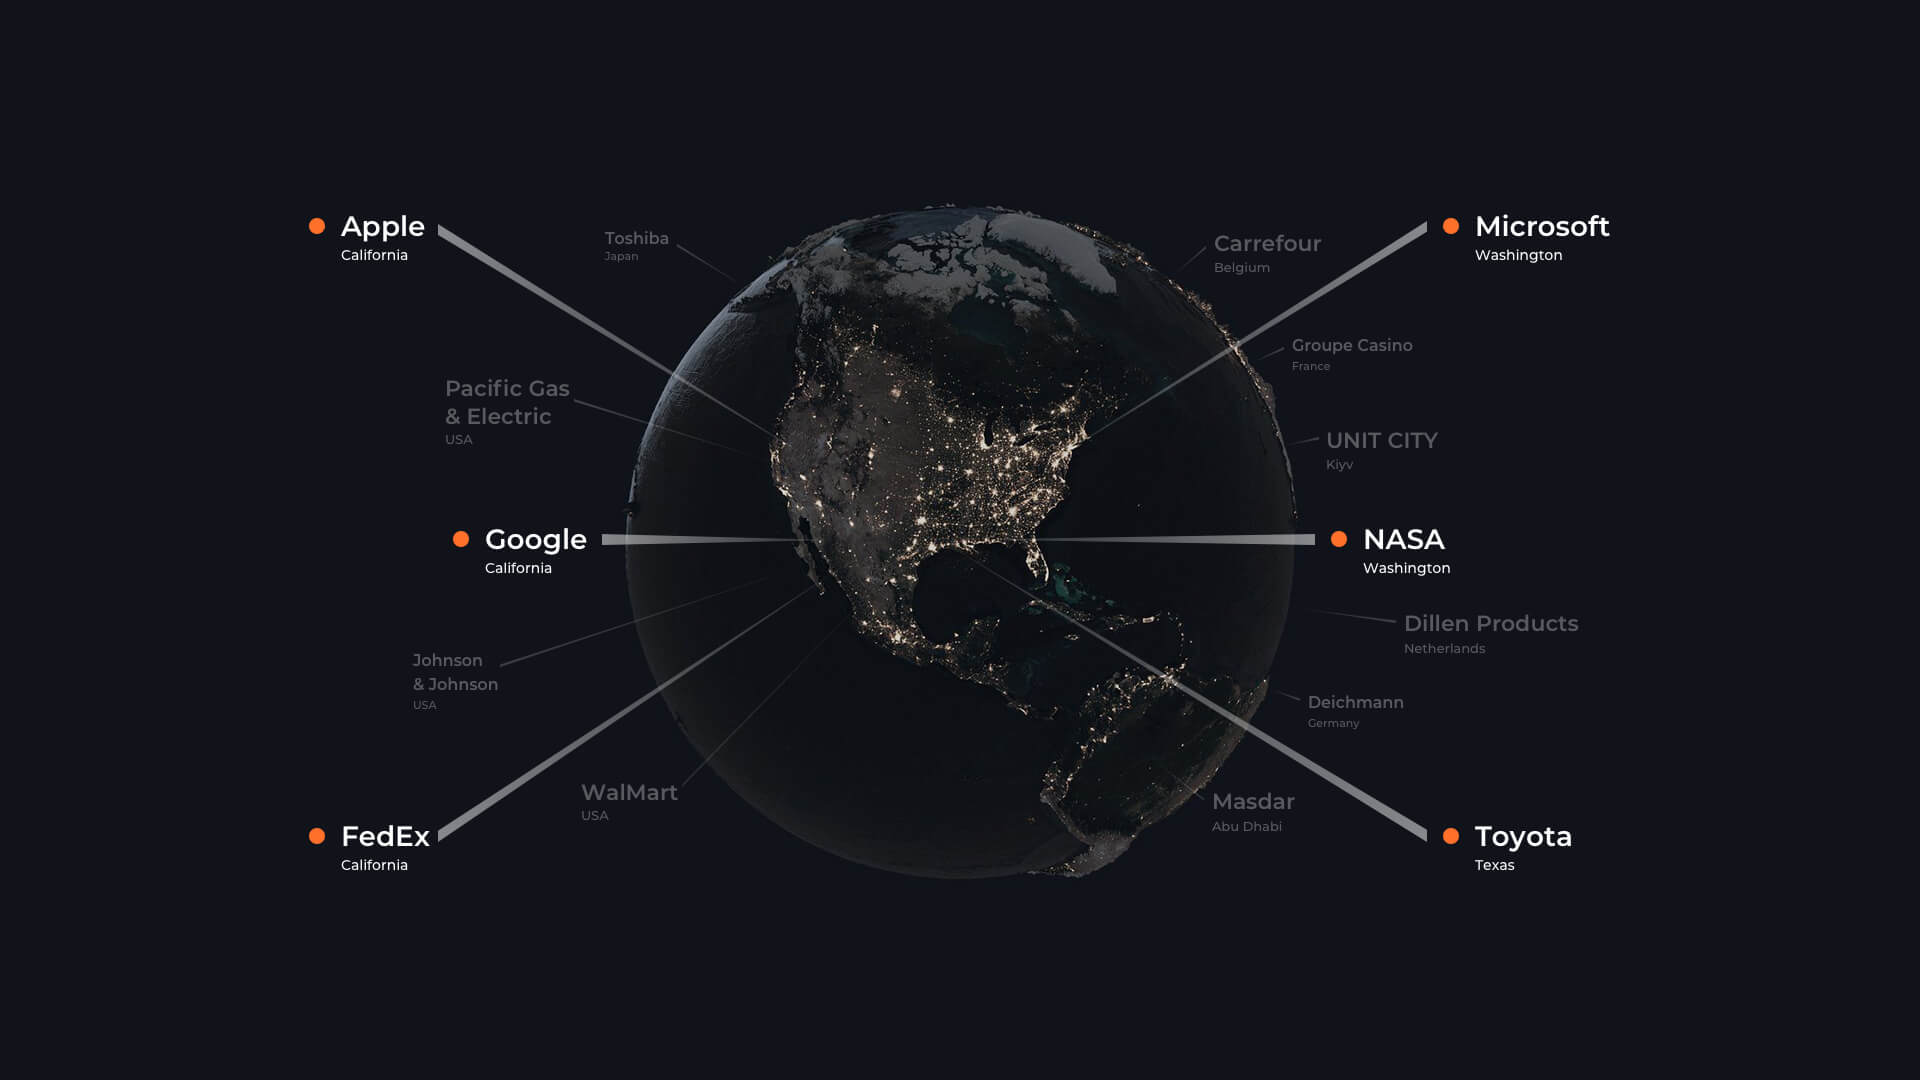 Apple
California
Microsoft
Washington
Toshiba
Japan
Carrefour
Belgium
Groupe Casino
France
Pacific Gas
& Electric
USA
UNIT CITY
Kiyv
Google
California
NASA
Washington
Dillen Products
Netherlands
Johnson
& Johnson
USA
Deichmann
Germany
WalMart
USA
Masdar
Abu Dhabi
FedEx
California
Toyota
Texas